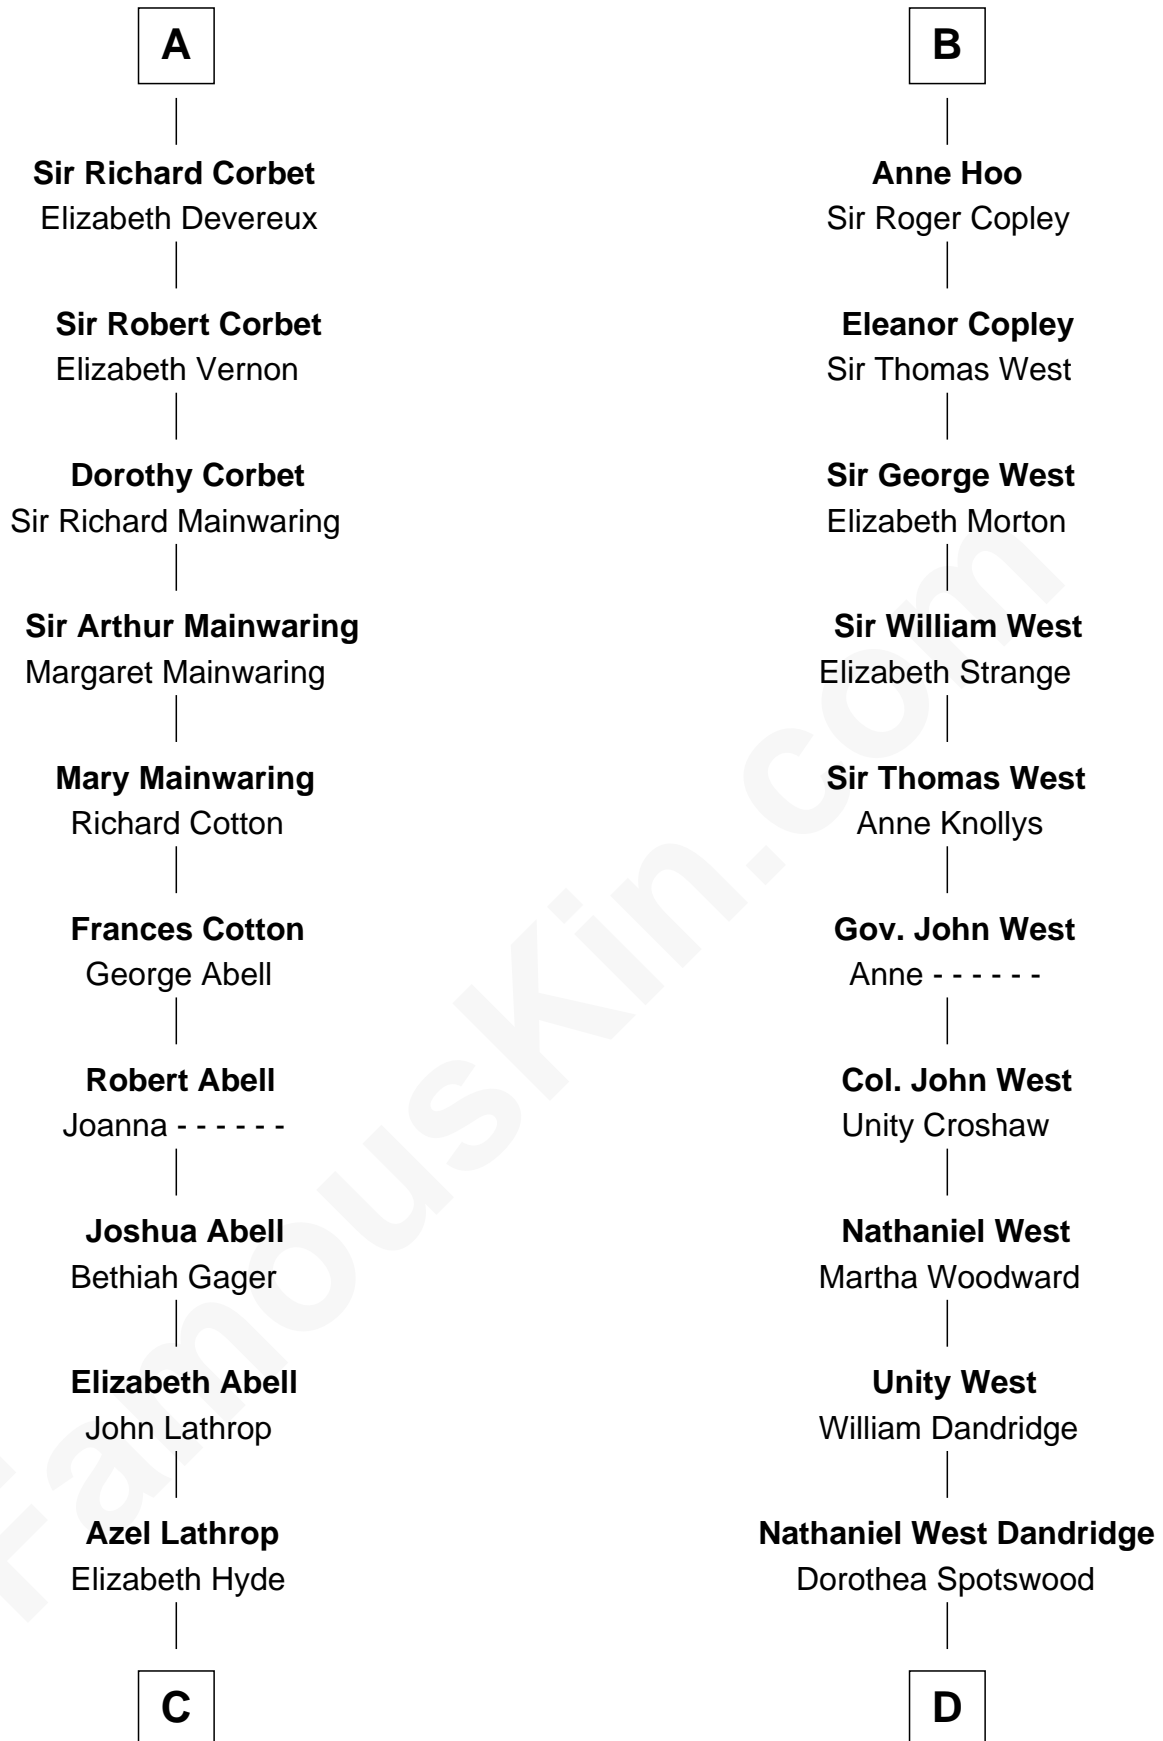 A
Sir Richard Corbet
Elizabeth Devereux
Sir Robert Corbet
Elizabeth Vernon
Dorothy Corbet
Sir Richard Mainwaring
Sir Arthur Mainwaring
Margaret Mainwaring
Mary Mainwaring
Richard Cotton
Frances Cotton
George Abell
Robert Abell
Joanna - - - - - -
Joshua Abell
Bethiah Gager
Elizabeth Abell
John Lathrop
Azel Lathrop
Elizabeth Hyde
C
B
Anne Hoo
Sir Roger Copley
Eleanor Copley
Sir Thomas West
Sir George West
Elizabeth Morton
Sir William West
Elizabeth Strange
Sir Thomas West
Anne Knollys
Gov. John West
Anne - - - - - -
Col. John West
Unity Croshaw
Nathaniel West
Martha Woodward
Unity West
William Dandridge
Nathaniel West Dandridge
Dorothea Spotswood
D
FamousKin.com